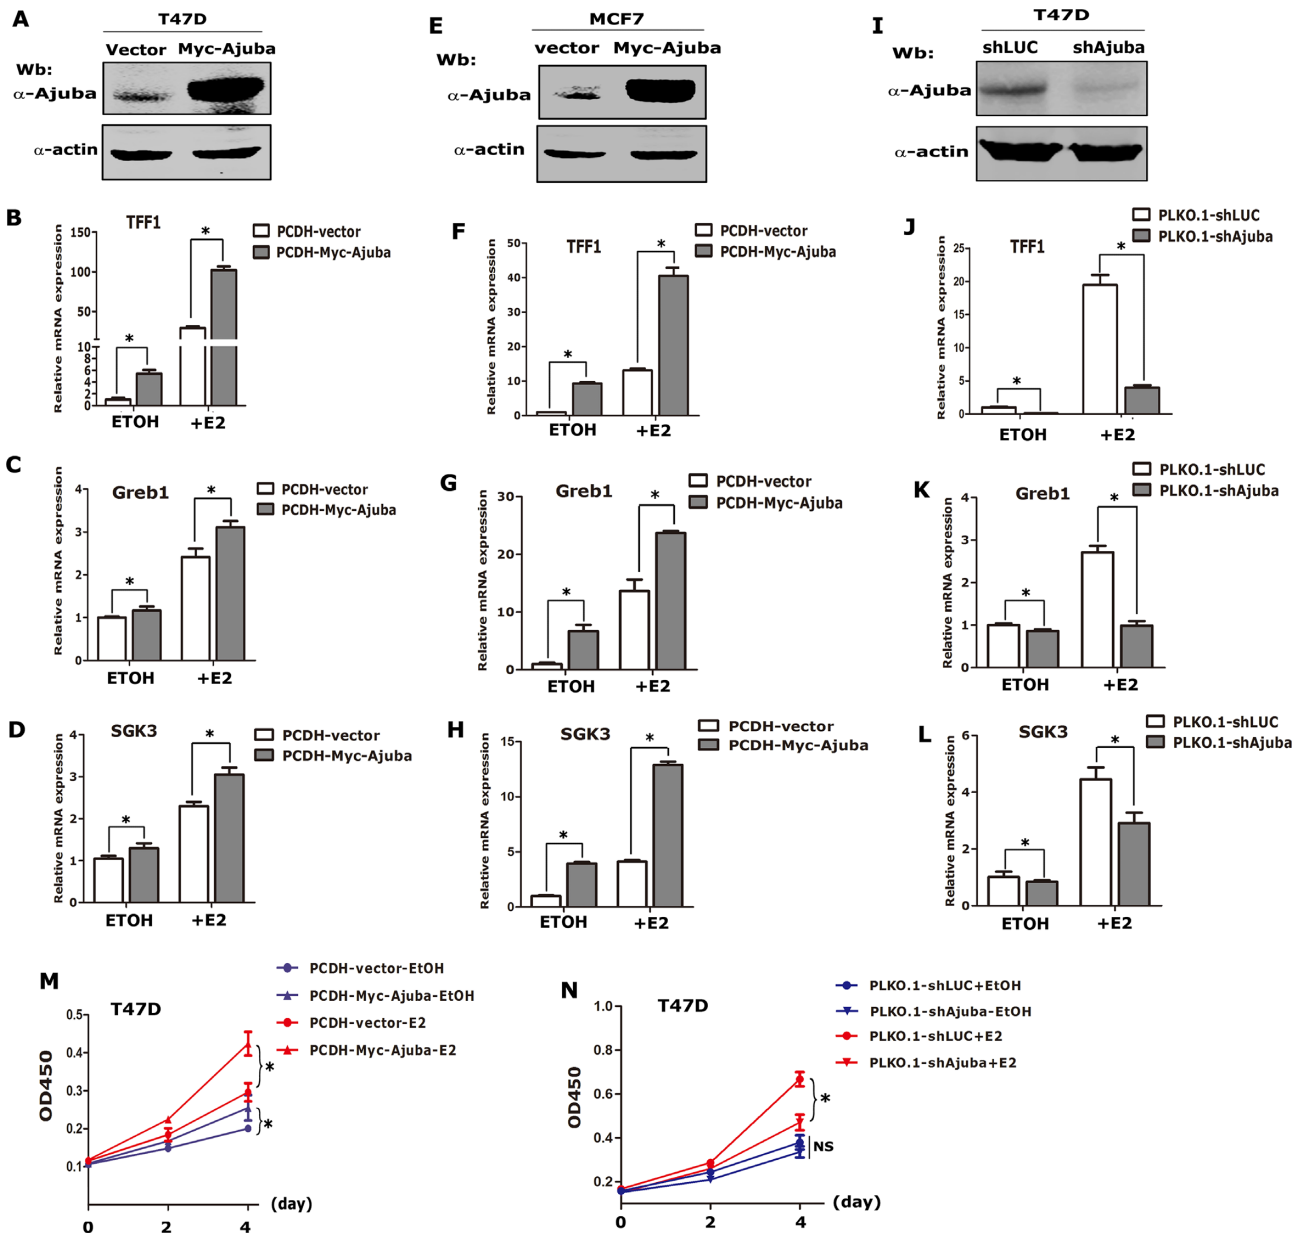 A
T47D
Vector Myc-Ajuba
Wb:
α-Ajuba
α-actin
E
MCF7
vector Myc-Ajuba
Wb:
α-Ajuba
α-actin
I
T47D
shLUC shAjuba
Wb:
α-Ajuba
α-actin
B
TFF1
PCDH-vector
PCDH-Myc-Ajuba
Relative mRNA expression
150
100
50
10
8
6
4
2
0
* *
ETOH +E2
F
TFF1
PCDH-vector
PCDH-Myc-Ajuba
Relative mRNA expression
50
40
30
20
10
0
* *
ETOH +E2
J
TFF1
PLKO.1-shLUC
PLKO.1-shAjuba
Relative mRNA expression
25
20
15
10
5
0
* *
ETOH +E2
C
Greb1
PCDH-vector
PCDH-Myc-Ajuba
Relative mRNA expression
4
3
2
1
0
* *
ETOH +E2
G
Greb1
PCDH-vector
PCDH-Myc-Ajuba
Relative mRNA expression
30
20
10
0
* *
ETOH +E2
K
Greb1
PLKO.1-shLUC
PLKO.1-shAjuba
Relative mRNA expression
4
3
2
1
0
* *
ETOH +E2
D
SGK3
PCDH-vector
PCDH-Myc-Ajuba
Relative mRNA expression
4
3
2
1
0
* *
ETOH +E2
H
SGK3
PCDH-vector
PCDH-Myc-Ajuba
Relative mRNA expression
15
10
5
0
* *
ETOH +E2
L
SGK3
PLKO.1-shLUC
PLKO.1-shAjuba
Relative mRNA expression
6
4
2
0
* *
ETOH +E2
M
T47D
PCDH-vector-EtOH
PCDH-Myc-Ajuba-EtOH
PCDH-vector-E2
PCDH-Myc-Ajuba-E2
OD450
0.5
0.4
0.3
0.2
0.1
*
*
0 2 4 (day)
N
T47D
PLKO.1-shLUC+EtOH
PLKO.1-shAjuba-EtOH
PLKO.1-shLUC+E2
PLKO.1-shAjuba+E2
OD450
1.0
0.8
0.6
0.4
0.2
*
NS
0 2 4 (day)